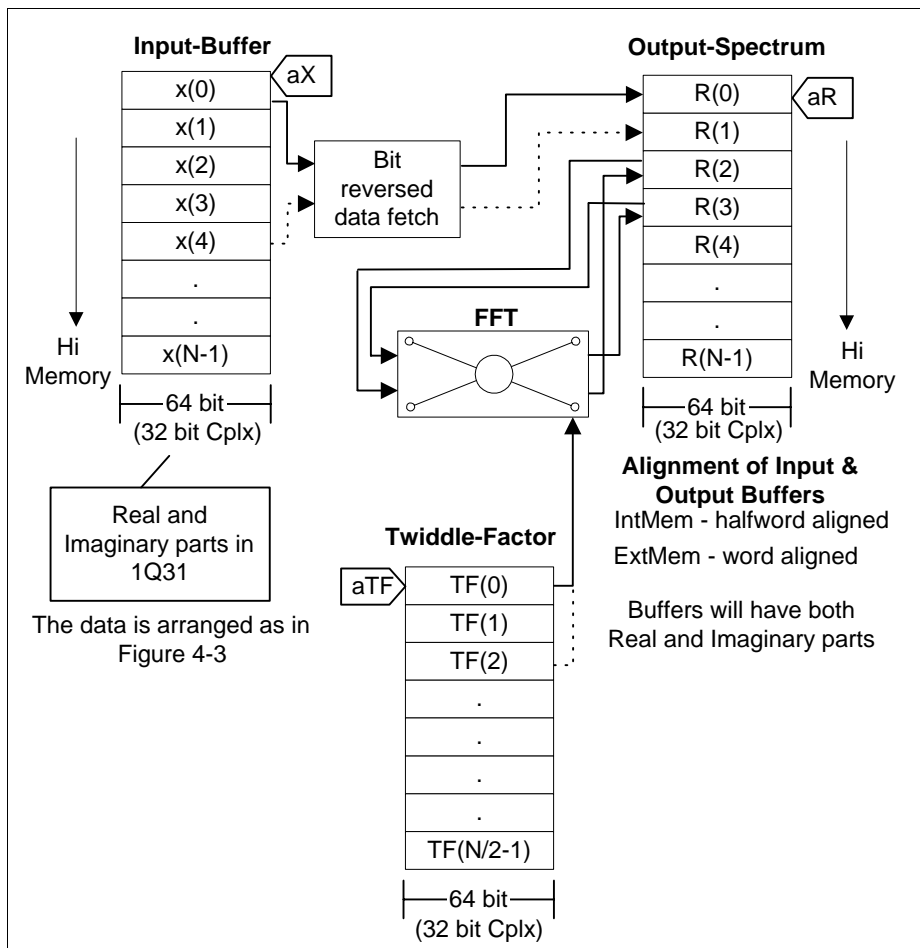 Input-Buffer
aX
x(0)
x(1)
x(2)
x(3)
x(4)
.
.
x(N-1)
Hi
Memory
64 bit
(32 bit Cplx)
Real and
Imaginary parts in
1Q31
The data is arranged as in
Figure 4-3
Bit
reversed
data fetch
FFT
Output-Spectrum
aR
R(0)
R(1)
R(2)
R(3)
R(4)
.
.
R(N-1)
Hi
Memory
64 bit
(32 bit Cplx)
Alignment of Input &
Output Buffers
IntMem - halfword aligned
ExtMem - word aligned
Buffers will have both
Real and Imaginary parts
Twiddle-Factor
aTF
TF(0)
TF(1)
TF(2)
.
.
.
.
TF(N/2-1)
64 bit
(32 bit Cplx)